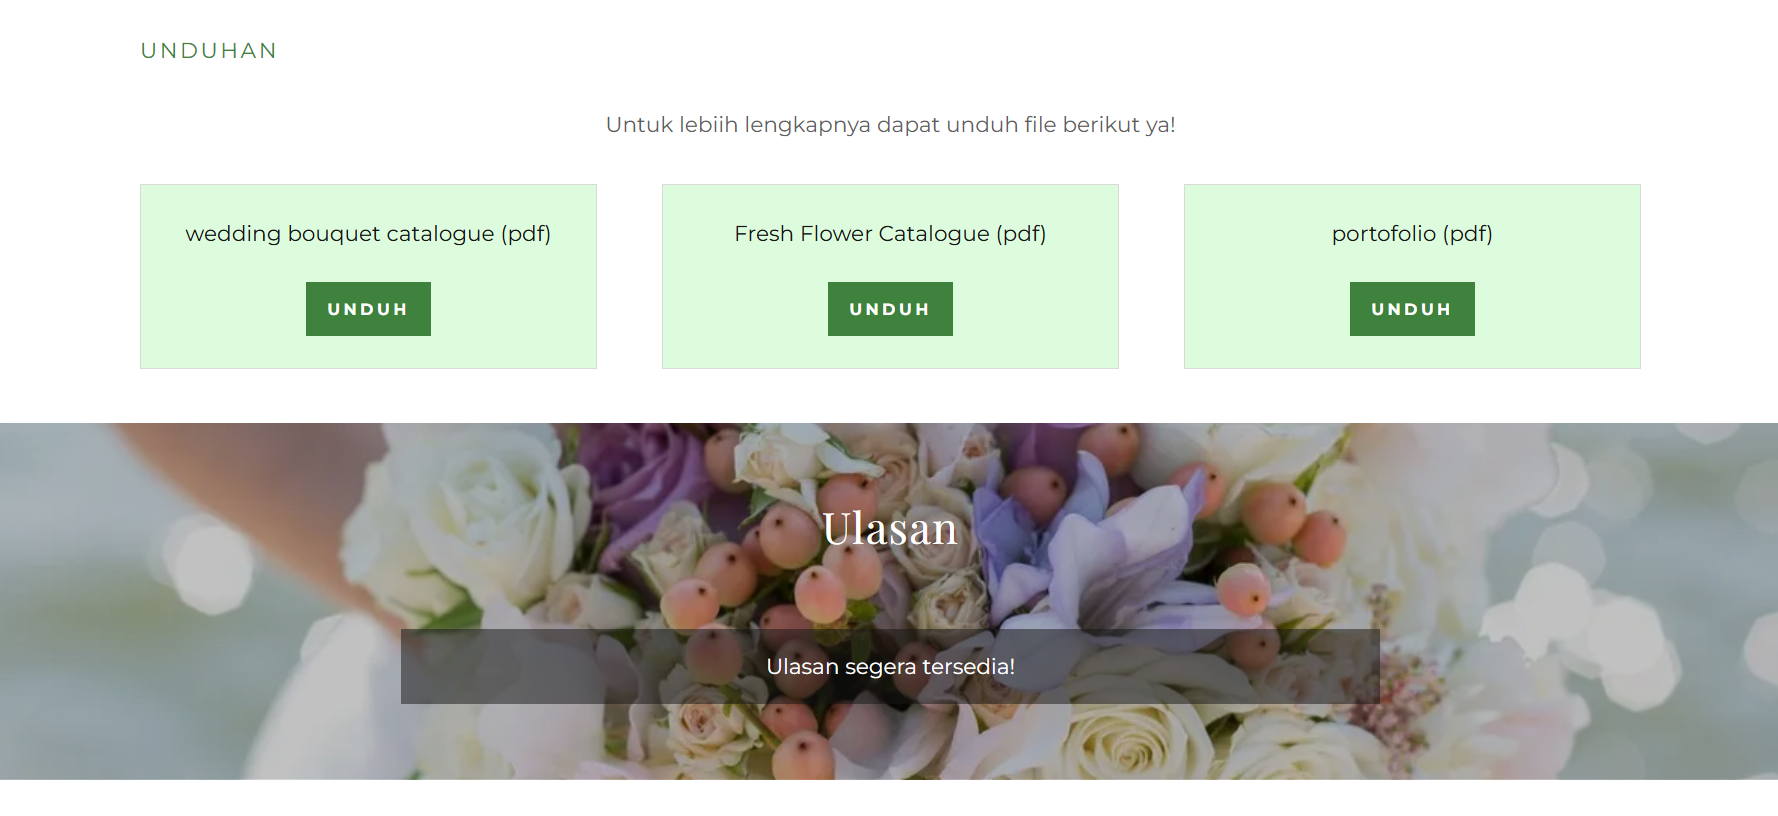 UNDUHAN
Untuk lebiih lengkapnya dapat unduh file berikut ya!
wedding bouquet catalogue (pdf)
UNDUH
Fresh Flower Catalogue (pdf)
UNDUH
portofolio (pdf)
UNDUH
Ulasan
Ulasan segera tersedia!